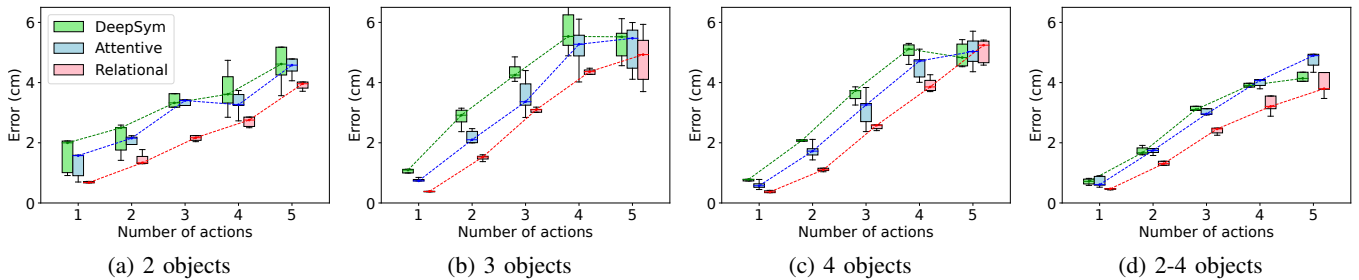 DeepSym
Attentive
Relational
Error (cm)
6
4
2
0
1 2 3 4 5
Number of actions
(a) 2 objects
Error (cm)
6
4
2
0
1 2 3 4 5
Number of actions
(b) 3 objects
Error (cm)
6
4
2
0
1 2 3 4 5
Number of actions
(c) 4 objects
Error (cm)
6
4
2
0
1 2 3 4 5
Number of actions
(d) 2-4 objects